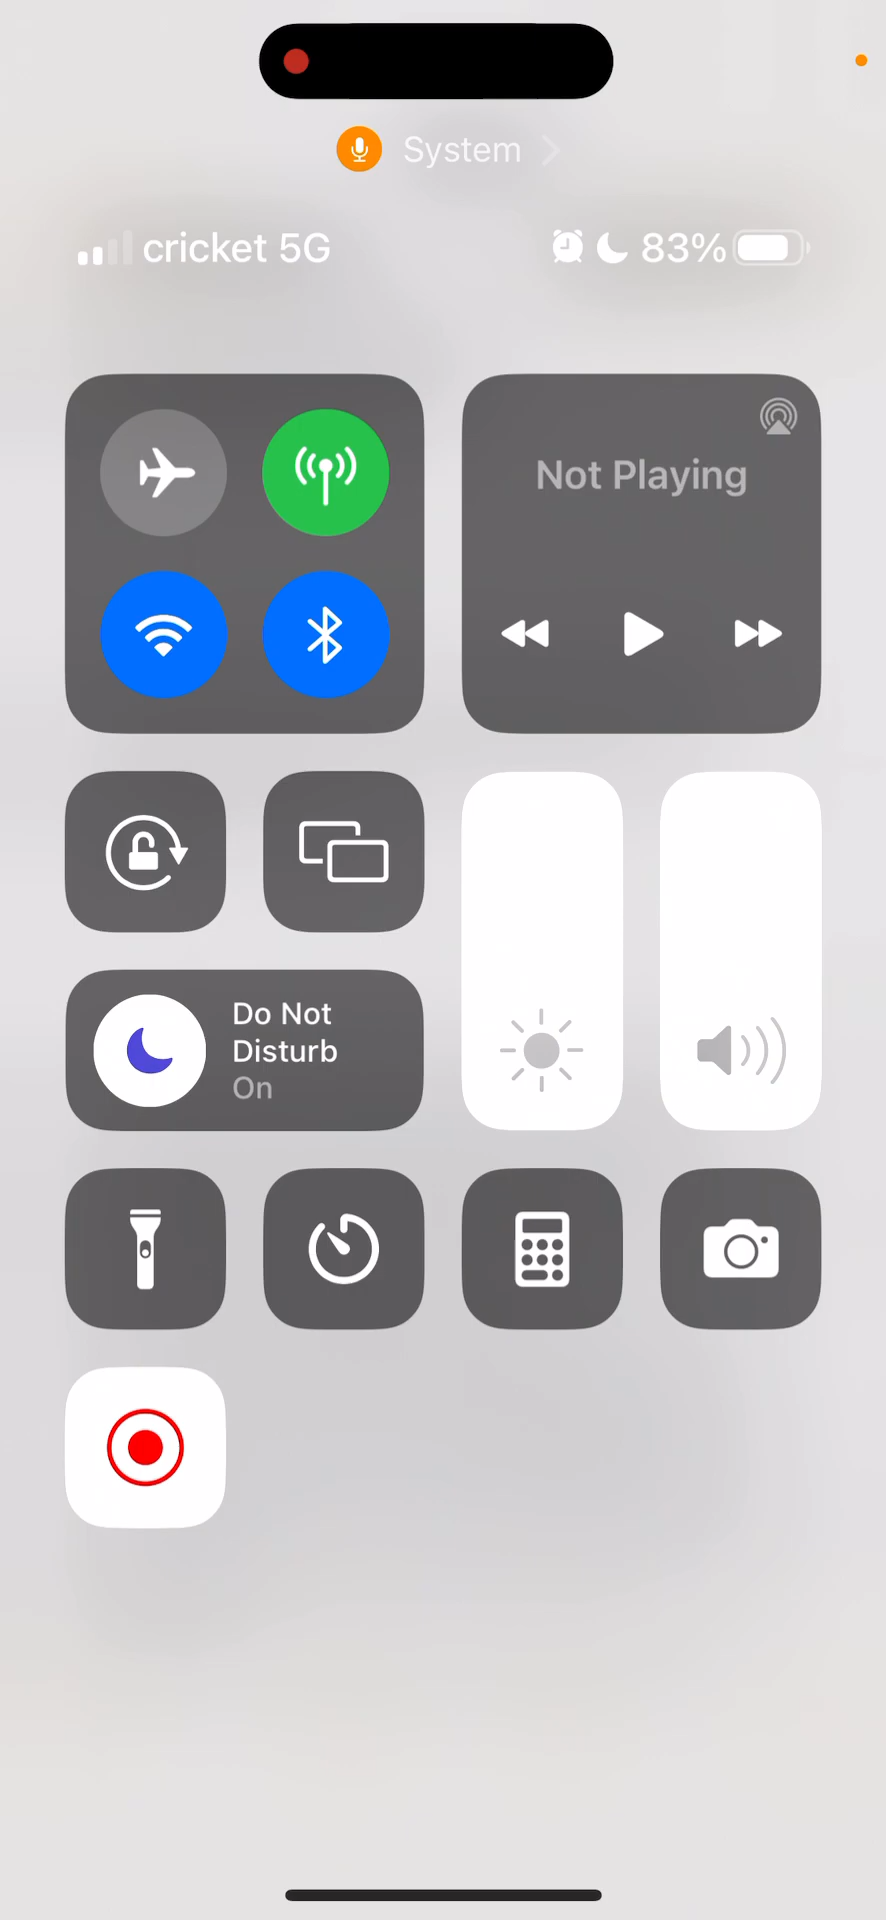 System
cricket 5G 83%
Not Playing
Do Not
Disturb
On